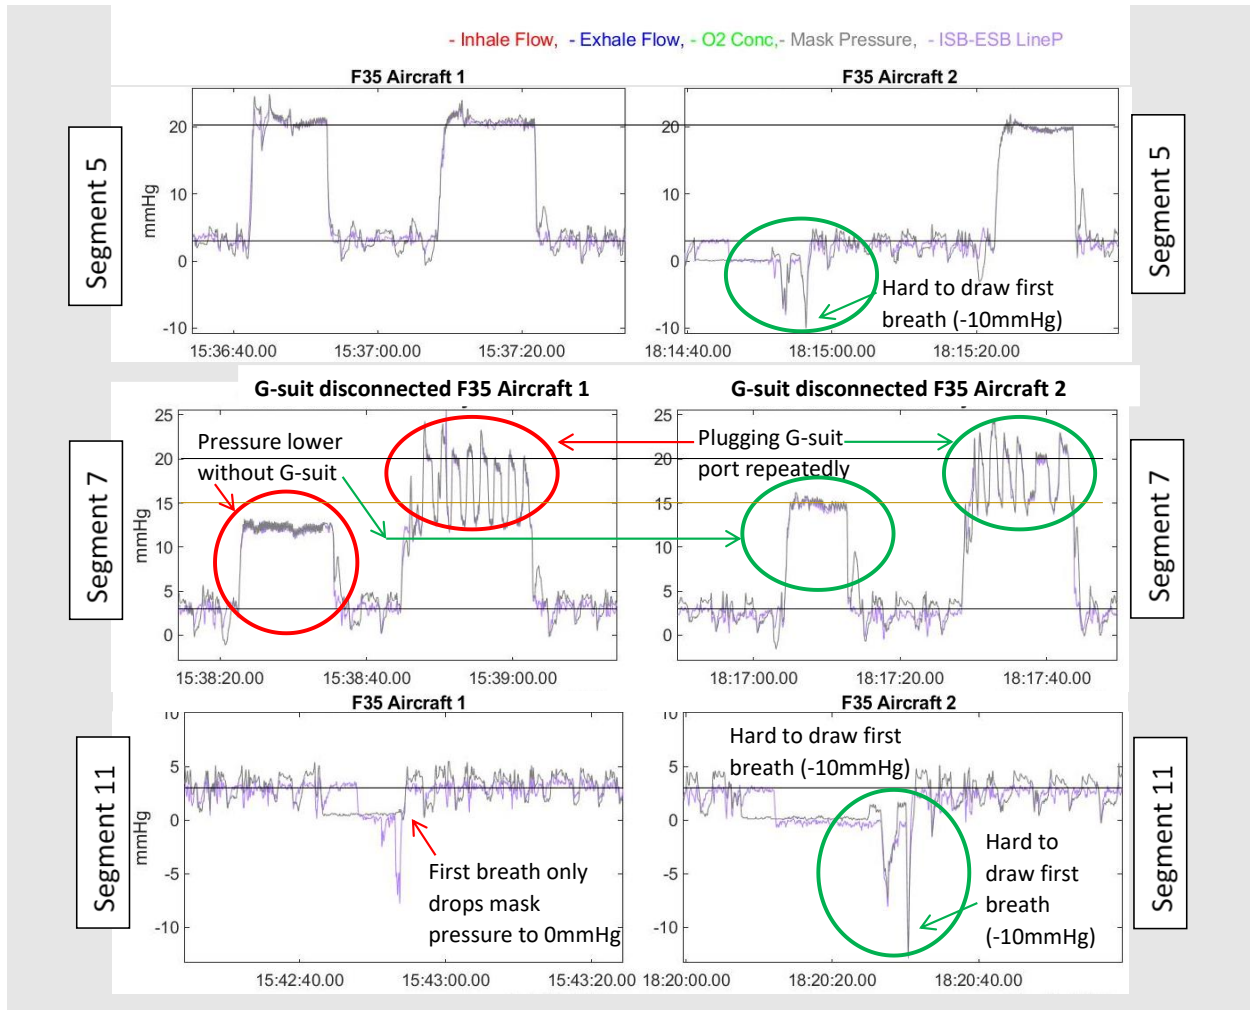 - Inhale Flow, - Exhale Flow, - O2 Conc,- Mask Pressure, - ISB-ESB LineP
F35 Aircraft 1
F35 Aircraft 2
Segment 5
Segment 5
mmHg
20
10
0
-10
20
10
0
-10
Hard to draw first
breath (-10mmHg)
15:36:40.00 15:37:00.00 15:37:20.00
18:14:40.00 18:15:00.00 18:15:20.00
G-suit disconnected F35 Aircraft 1
G-suit disconnected F35 Aircraft 2
Segment 7
Segment 7
mmHg
25
20
15
10
5
0
25
20
15
10
5
0
Pressure lower
without G-suit
Plugging G-suit
port repeatedly
15:38:20.00 15:38:40.00 15:39:00.00
18:17:00.00 18:17:20.00 18:17:40.00
F35 Aircraft 1
F35 Aircraft 2
Segment 11
Segment 11
mmHg
10
5
0
-5
-10
10
5
0
-5
-10
First breath only
drops mask
pressure to 0mmHg
Hard to draw first
breath (-10mmHg)
Hard to
draw first
breath
(-10mmHg)
15:42:40.00 15:43:00.00 15:43:20.00
18:20:00.00 18:20:20.00 18:20:40.00